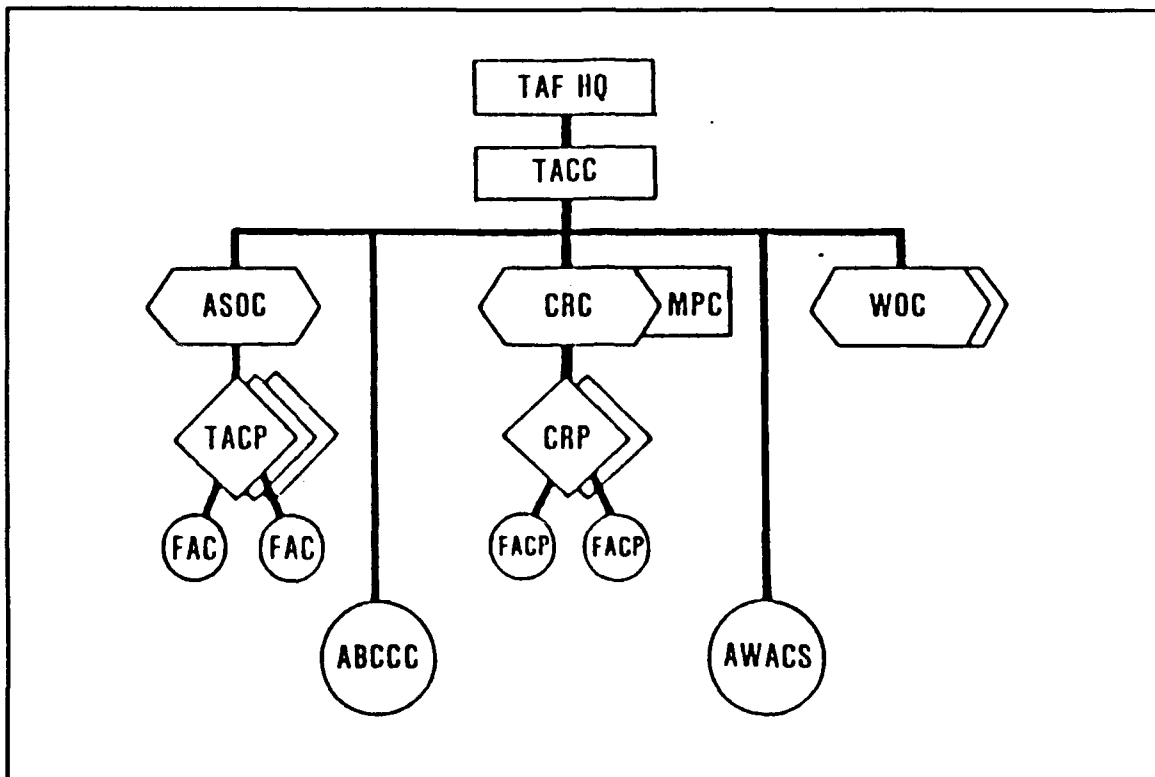 TAF HQ
TACC
ASOC
CRC
MPC
WOC
TACP
CRP
FAC
FAC
FACP
FACP
ABCCC
AWACS